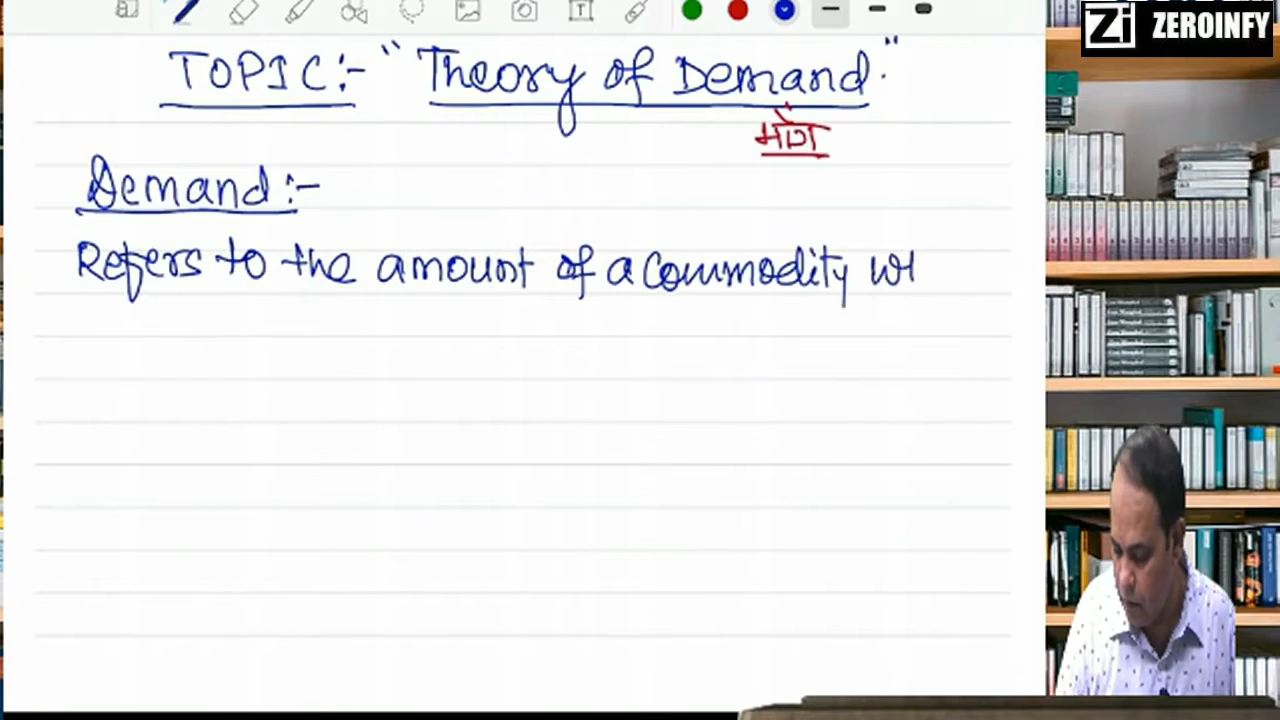 ZEROINFY
TOPIC:- "Theory of Demand"
मांग
Demand:-
Refers to the amount of a commodity wh